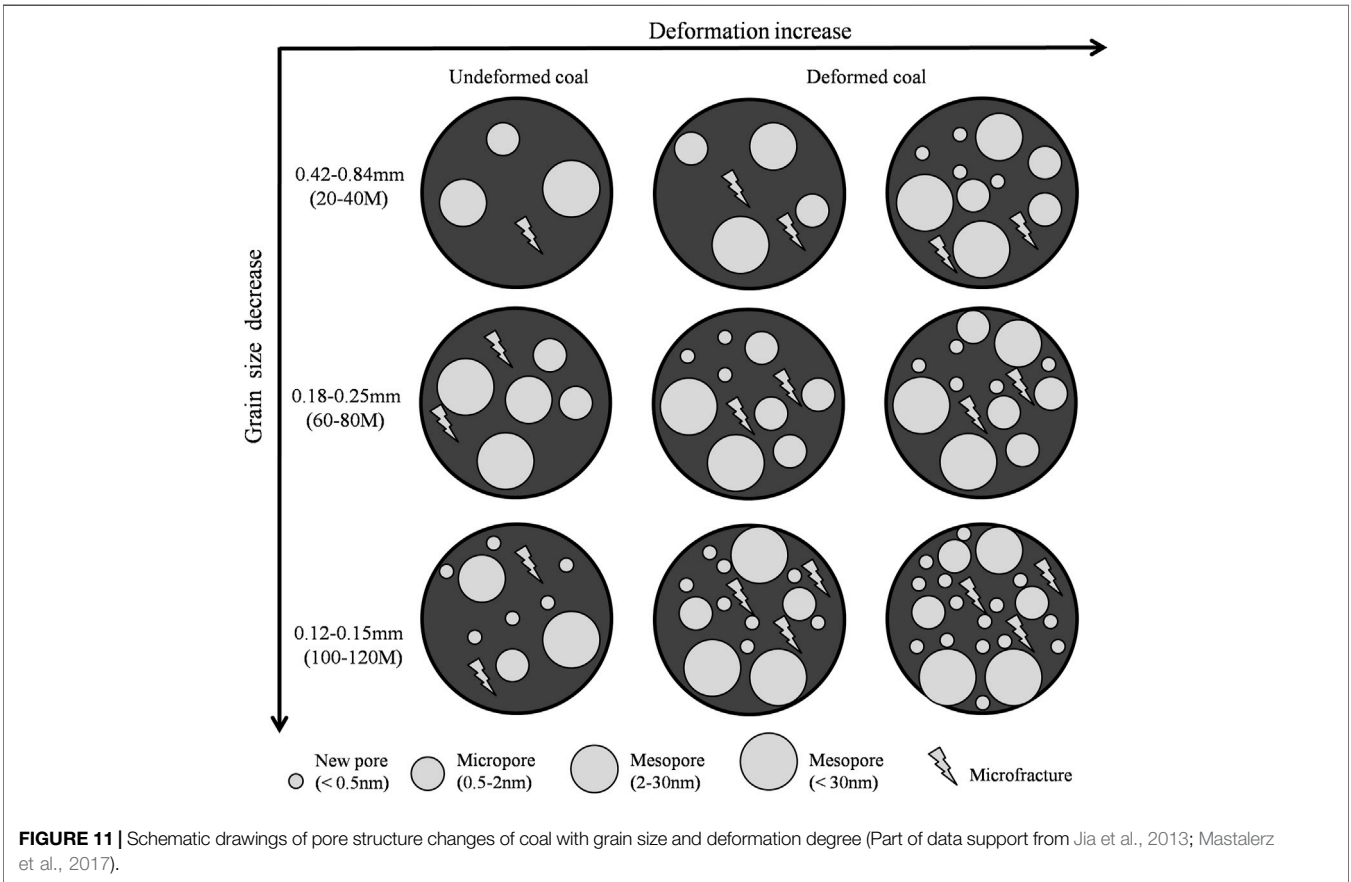 Deformation increase
Undeformed coal
Deformed coal
Grain size decrease
0.42-0.84mm
(20-40M)
0.18-0.25mm
(60-80M)
0.12-0.15mm
(100-120M)
New pore
(< 0.5nm)
Micropore
(0.5-2nm)
Mesopore
(2-30nm)
Mesopore
(< 30nm)
Microfracture
FIGURE 11 | Schematic drawings of pore structure changes of coal with grain size and deformation degree (Part of data support from Jia et al., 2013; Mastalerz
et al., 2017).